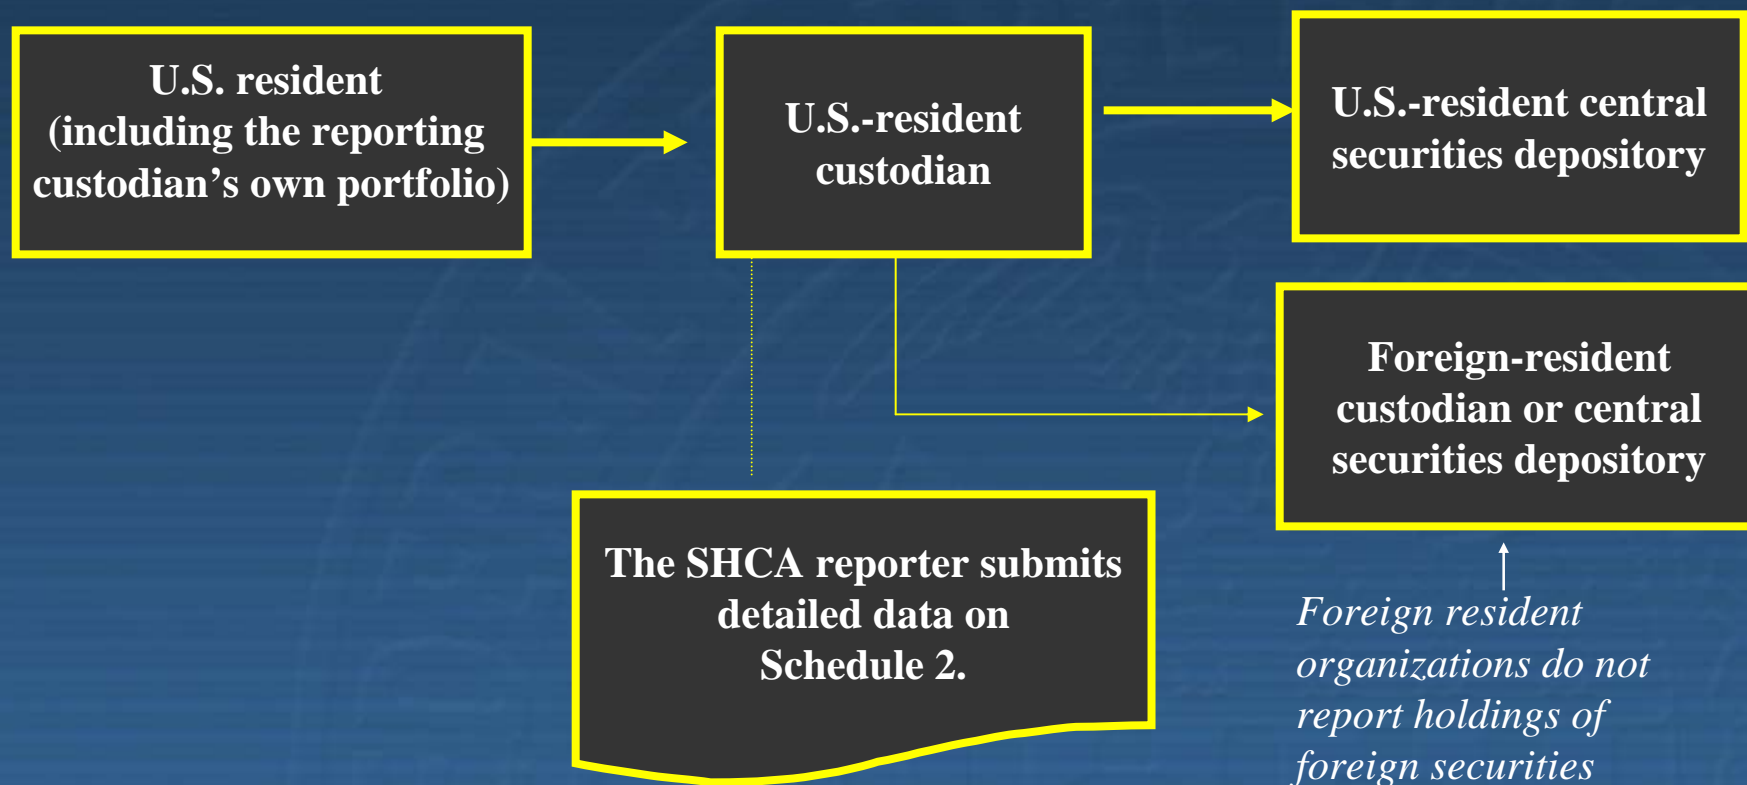 U.S. resident
(including the reporting
custodian’s own portfolio)
U.S.-resident
custodian
U.S.-resident central
securities depository
Foreign-resident
custodian or central
securities depository
The SHCA reporter submits
detailed data on
Schedule 2.
Foreign resident
organizations do not
report holdings of
foreign securities